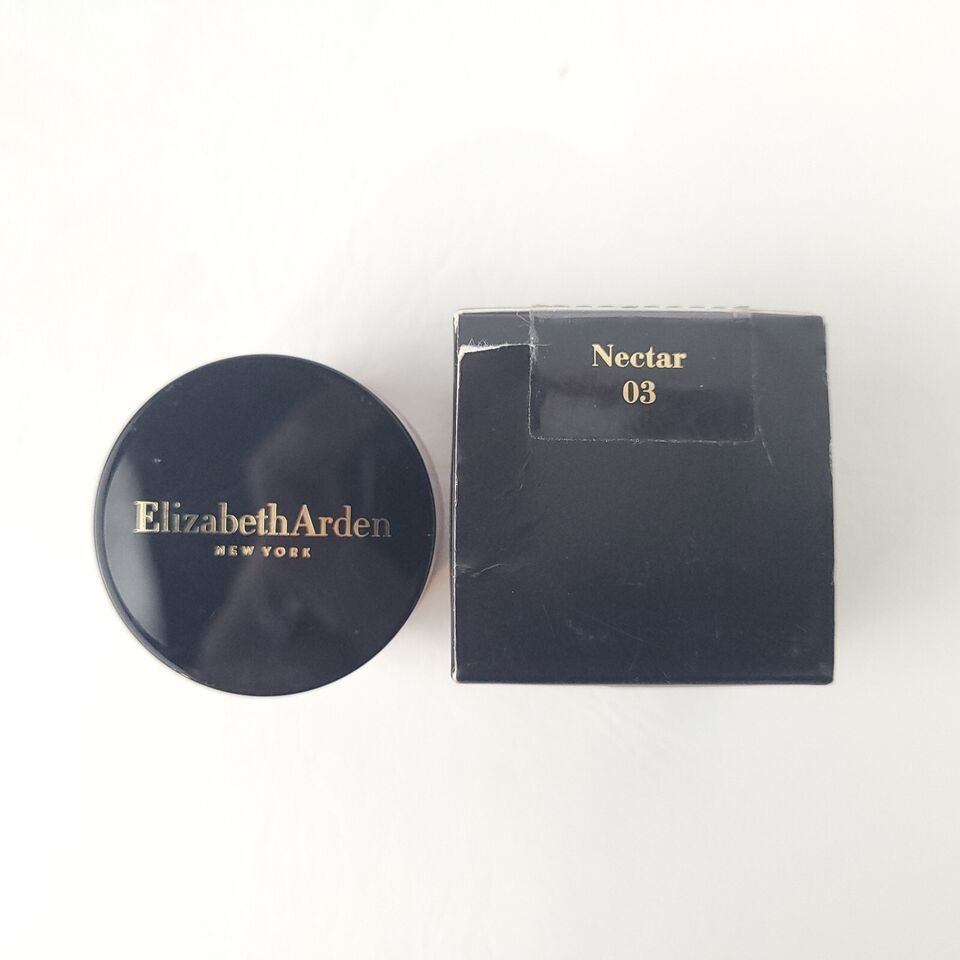 ElizabethArden
NEW YORK
Nectar
03